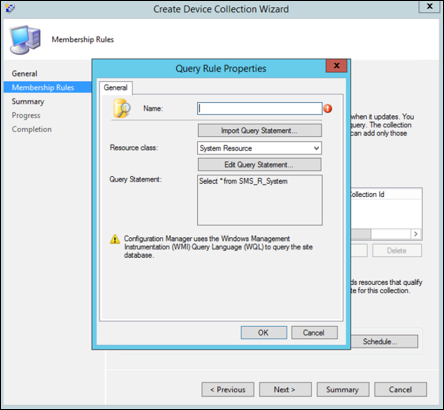 Create Device Collection Wizard
Membership Rules
General
Membership Rules
Summary
Progress
Completion
when it updates. You
query. The collection
can add only those
ollection Id
Delete
ds resources that qualify
te for this collection.
Schedule...
< Previous
Next >
Summary
Cancel
Query Rule Properties
General
Name:
Import Query Statement...
Resource class:
System Resource
Edit Query Statement...
Query Statement:
Select * from SMS_R_System
Configuration Manager uses the Windows Management
Instrumentation (WMI) Query Language (WQL) to query the site
database.
OK
Cancel